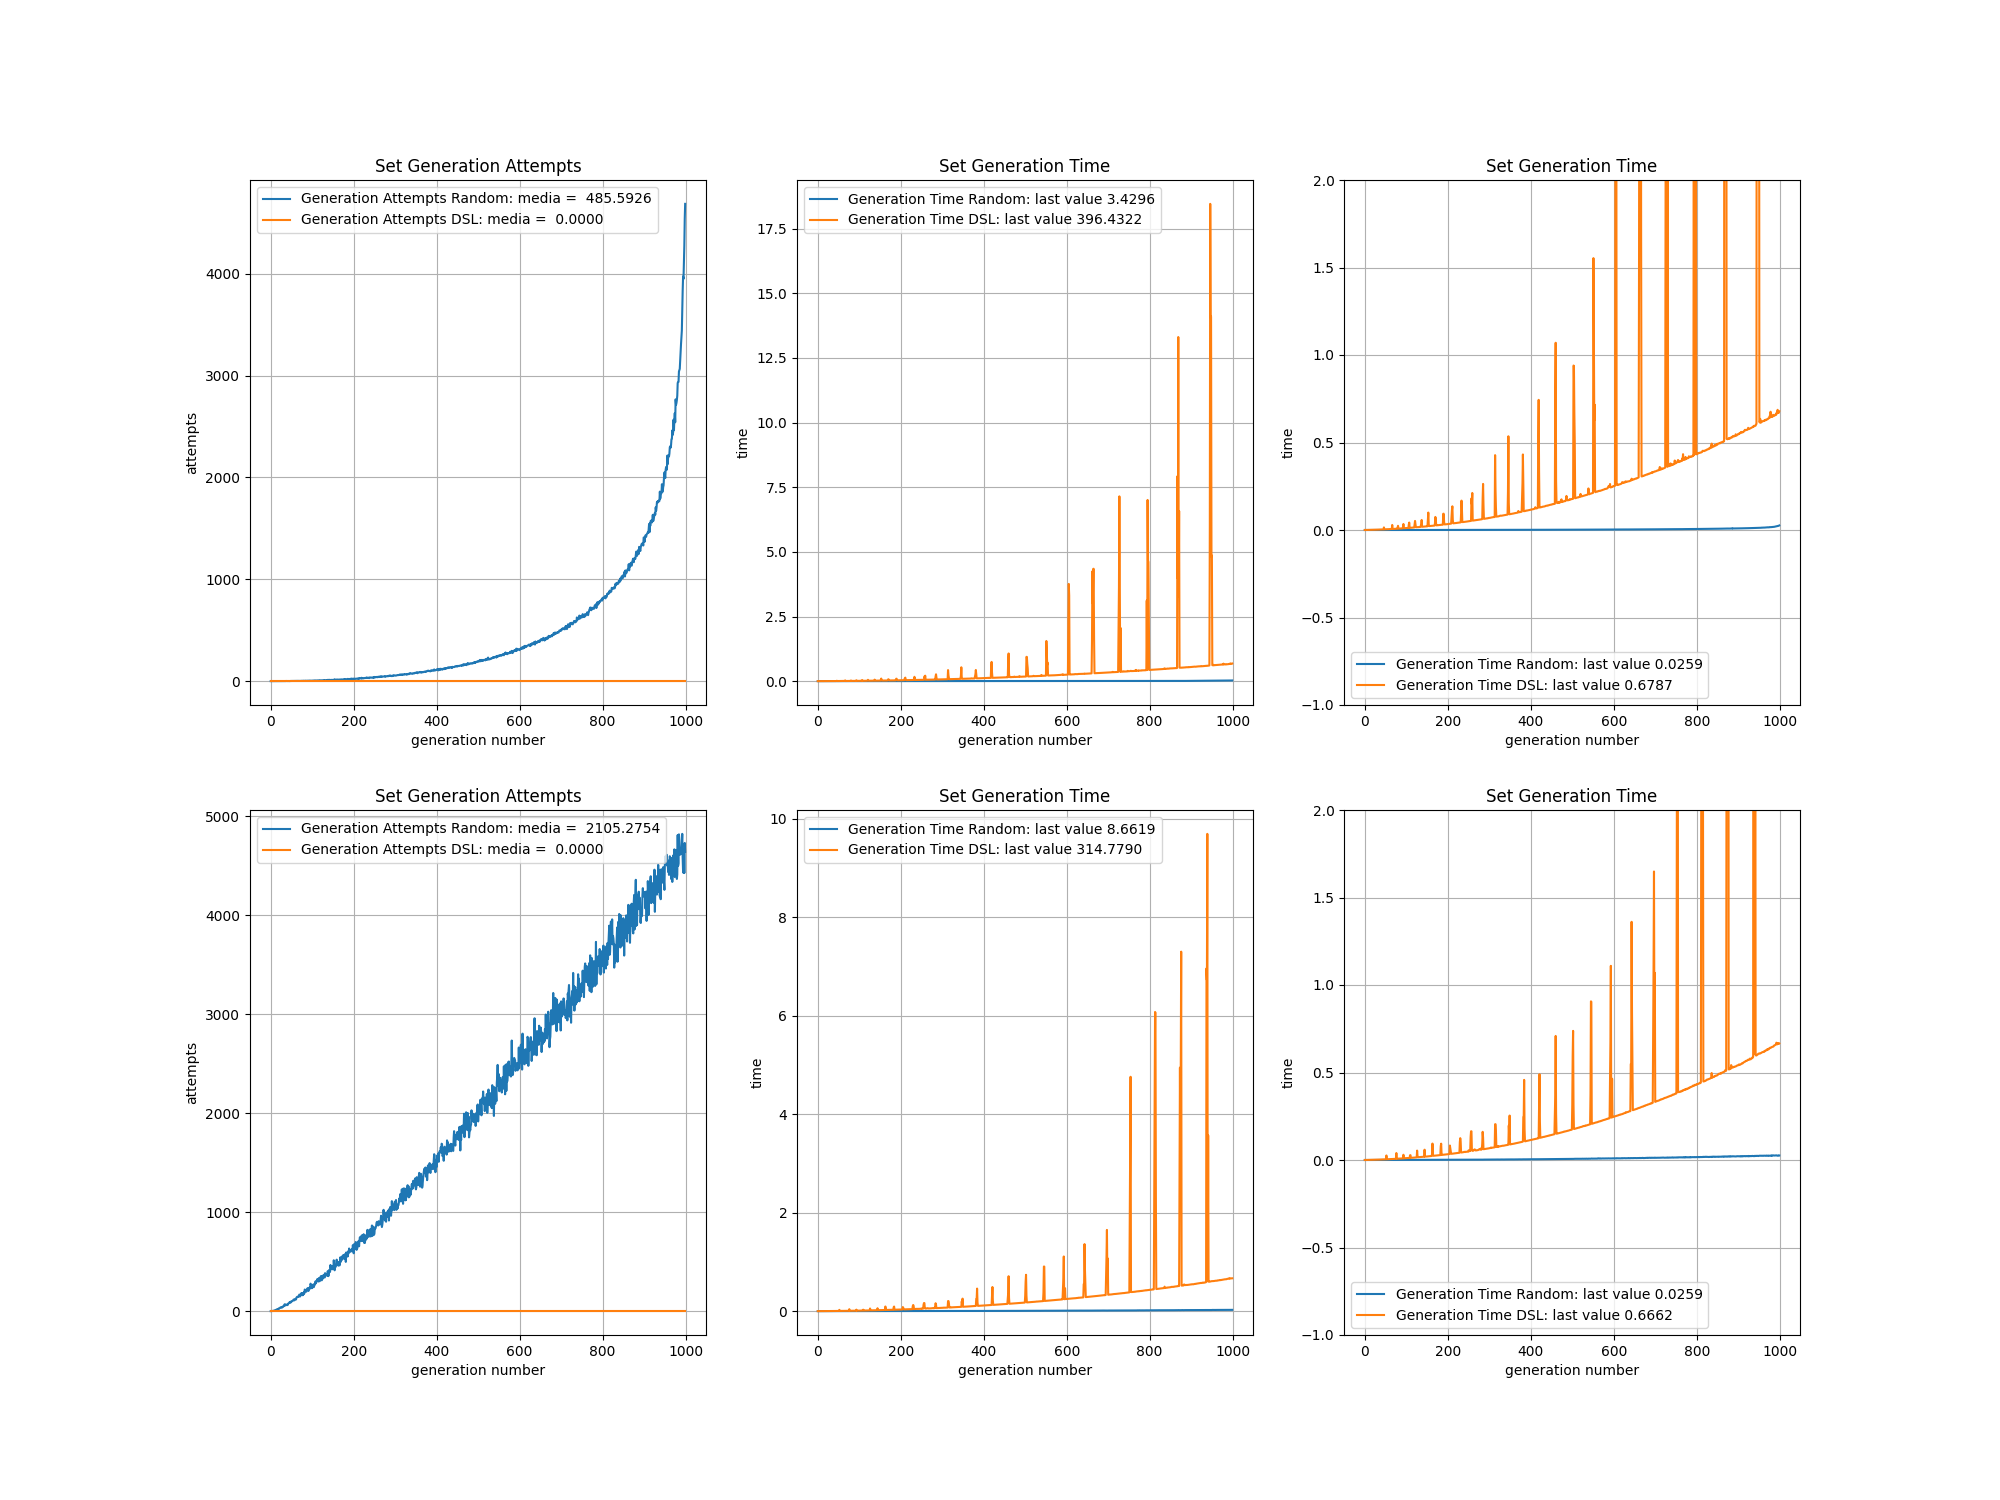 Set Generation Attempts
Generation Attempts Random: media =  485.5926
Generation Attempts DSL: media =  0.0000
attempts
4000
3000
2000
1000
0
0 200 400 600 800 1000
generation number
Set Generation Time
Generation Time Random: last value 3.4296
Generation Time DSL: last value 396.4322
time
17.5
15.0
12.5
10.0
7.5
5.0
2.5
0.0
0 200 400 600 800 1000
generation number
Set Generation Time
2.0
1.5
1.0
0.5
0.0
−0.5
−1.0
time
Generation Time Random: last value 0.0259
Generation Time DSL: last value 0.6787
0 200 400 600 800 1000
generation number
Set Generation Attempts
Generation Attempts Random: media =  2105.2754
Generation Attempts DSL: media =  0.0000
attempts
5000
4000
3000
2000
1000
0
0 200 400 600 800 1000
generation number
Set Generation Time
Generation Time Random: last value 8.6619
Generation Time DSL: last value 314.7790
time
10
8
6
4
2
0
0 200 400 600 800 1000
generation number
Set Generation Time
2.0
1.5
1.0
0.5
0.0
−0.5
−1.0
time
Generation Time Random: last value 0.0259
Generation Time DSL: last value 0.6662
0 200 400 600 800 1000
generation number